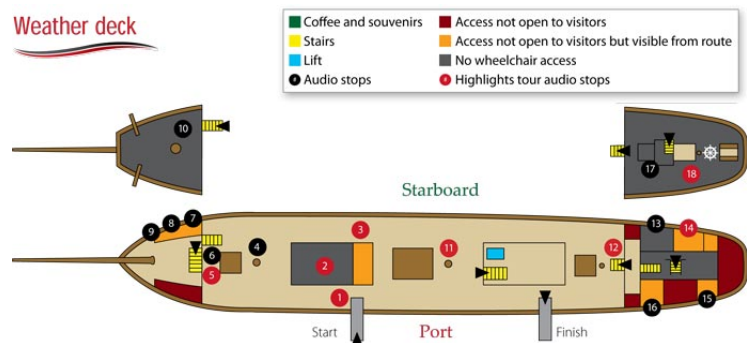 Weather deck
Coffee and souvenirs
Stairs
Lift
Audio stops
Access not open to visitors
Access not open to visitors but visible from route
No wheelchair access
Highlights tour audio stops
10
17
18
Starboard
9
8
7
6
5
4
3
2
1
11
12
13
14
15
16
Start
Port
Finish